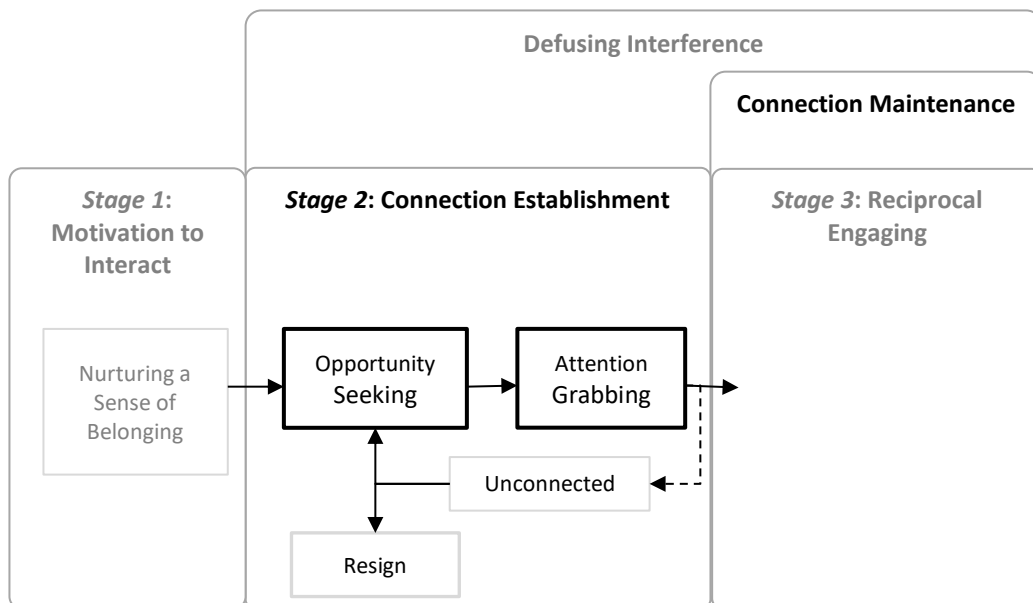 Defusing Interference
Connection Maintenance
Stage 1:
Motivation to
Interact
Stage 2: Connection Establishment
Stage 3: Reciprocal
Engaging
Nurturing a
Sense of
Belonging
Opportunity
Seeking
Attention
Grabbing
Unconnected
Resign